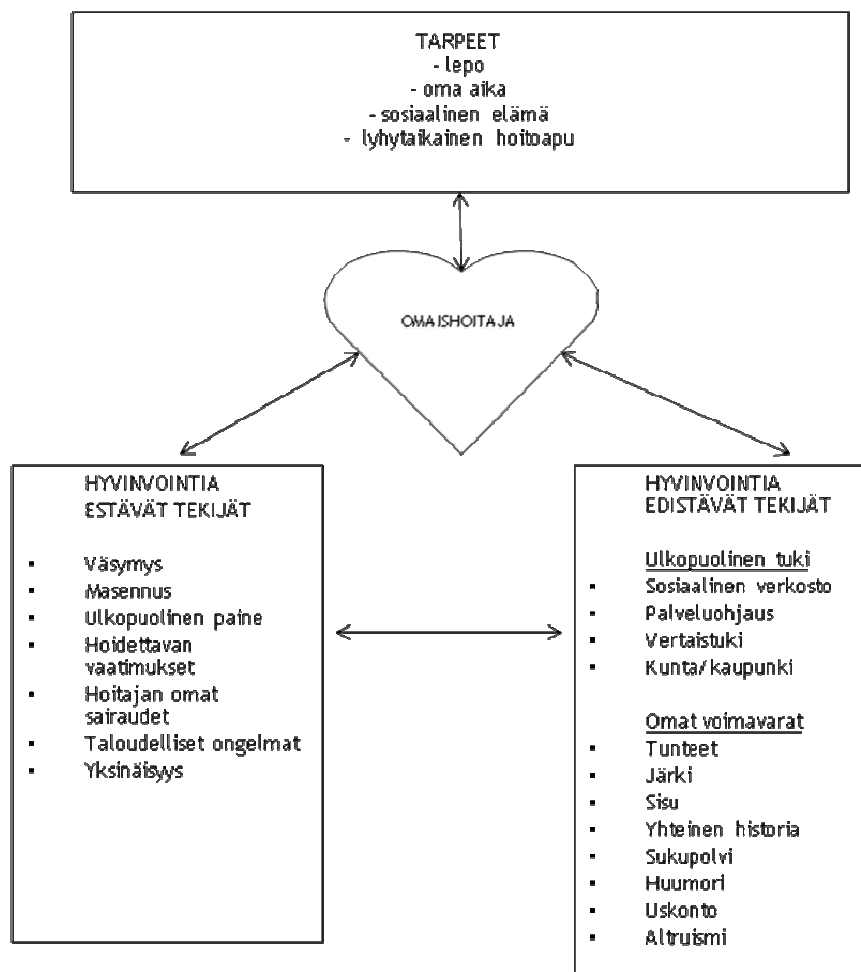 TARPEET
- lepo
- oma aika
- sosiaalinen elämä
- lyhytaikainen hoitoapu
OMAISHOITAJA
HYVINVOINTIA
ESTÄVÄT TEKIJÄT
▪ Väsymys
▪ Masennus
▪ Ulkopuolinen paine
▪ Hoidettavan
vaatimukset
▪ Hoitajan omat
sairaudet
▪ Taloudelliset ongelmat
▪ Yksinäisyys
HYVINVOINTIA
EDISTÄVÄT TEKIJÄT
Ulkopuolinen tuki
▪ Sosiaalinen verkosto
▪ Palveluohjaus
▪ Vertaistuki
▪ Kunta/kaupunki
Omat voimavarat
▪ Tunteet
▪ Järki
▪ Sisu
▪ Yhteinen historia
▪ Sukupolvi
▪ Huumori
▪ Uskonto
▪ Altruismi